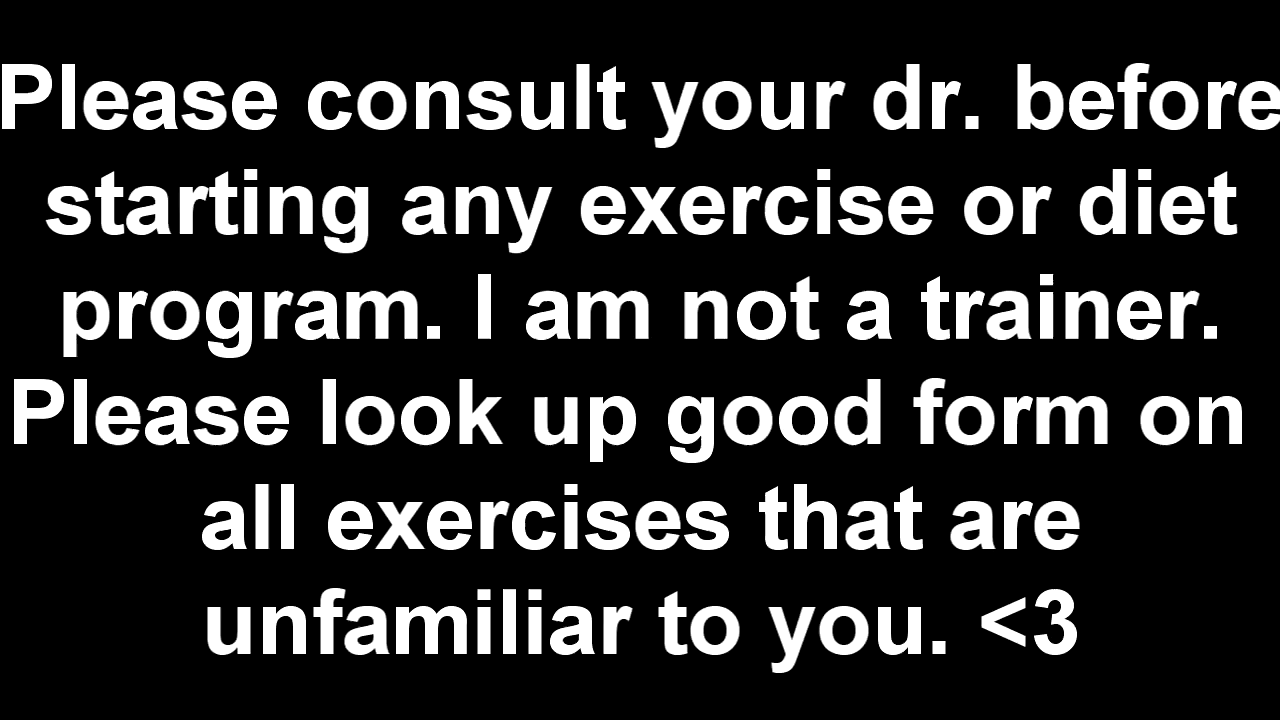 Please consult your dr. before
starting any exercise or diet
program. I am not a trainer.
Please look up good form on
all exercises that are
unfamiliar to you. <3